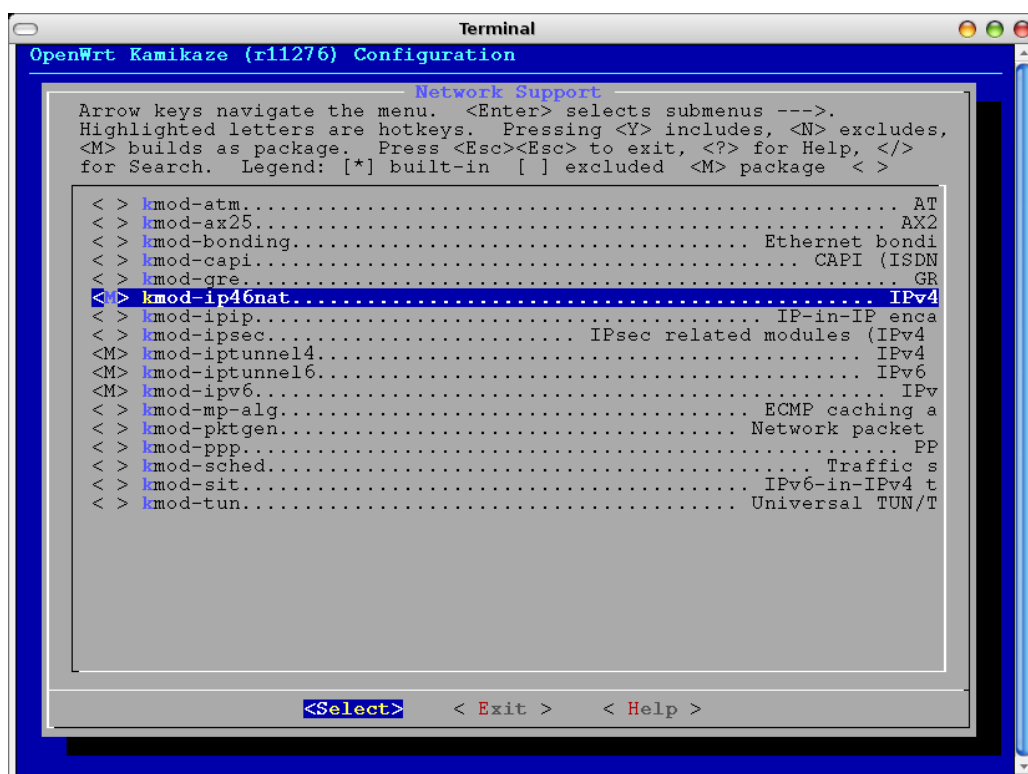 Terminal
OpenWrt Kamikaze (r11276) Configuration
Network Support
Arrow keys navigate the menu.  <Enter> selects submenus --->.
Highlighted letters are hotkeys.  Pressing <Y> includes, <N> excludes,
<M> builds as package.  Press <Esc><Esc> to exit, <?> for Help, </>
for Search.  Legend: [*] built-in  [ ] excluded  <M> package  < >
< > kmod-atm..................................................... AT
< > kmod-ax25................................................... AX2
< > kmod-bonding..................................... Ethernet bondi
< > kmod-capi............................................. CAPI (ISDN
< > kmod-gre..................................................... GR
<M> kmod-ip46nat............................................... IPv4
< > kmod-ipip......................................... IP-in-IP enca
< > kmod-ipsec......................... IPsec related modules (IPv4
<M> kmod-iptunnel4............................................ IPv4
<M> kmod-iptunnel6............................................ IPv6
<M> kmod-ipv6................................................... IPv
< > kmod-mp-alg...................................... ECMP caching a
< > kmod-pktgen..................................... Network packet
< > kmod-ppp..................................................... PP
< > kmod-sched............................................ Traffic s
< > kmod-sit......................................... IPv6-in-IPv4 t
< > kmod-tun........................................ Universal TUN/T
<Select>    < Exit >    < Help >